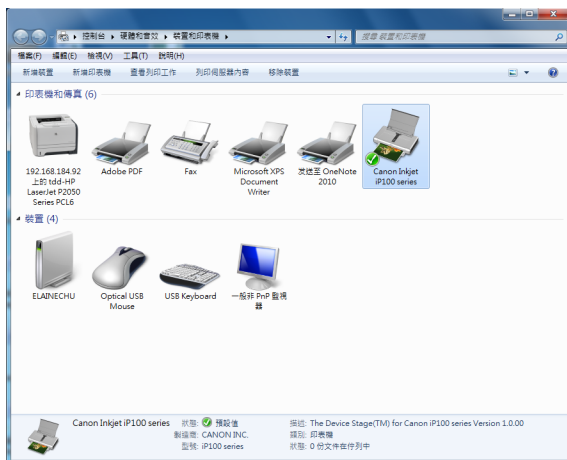 控制台 ▸ 硬體和音效 ▸ 裝置和印表機 ▸
搜尋 裝置和印表機
檔案(F) 編輯(E) 檢視(V) 工具(T) 說明(H)
新增裝置 新增印表機 查看列印工作 列印伺服器內容 移除裝置
印表機和傳真 (6)
192.168.184.92
上的 tdd-HP
LaserJet P2050
Series PCL6
Adobe PDF
Fax
Microsoft XPS
Document
Writer
发送至 OneNote
2010
Canon Inkjet
iP100 series
裝置 (4)
ELAINECHU
Optical USB
Mouse
USB Keyboard
一般非 PnP 監視
器
Canon Inkjet iP100 series 狀態: 預設值 描述: The Device Stage(TM) for Canon iP100 series Version 1.0.00
製造商: CANON INC. 類別: 印表機
型號: iP100 series 狀態: 0 份文件在佇列中